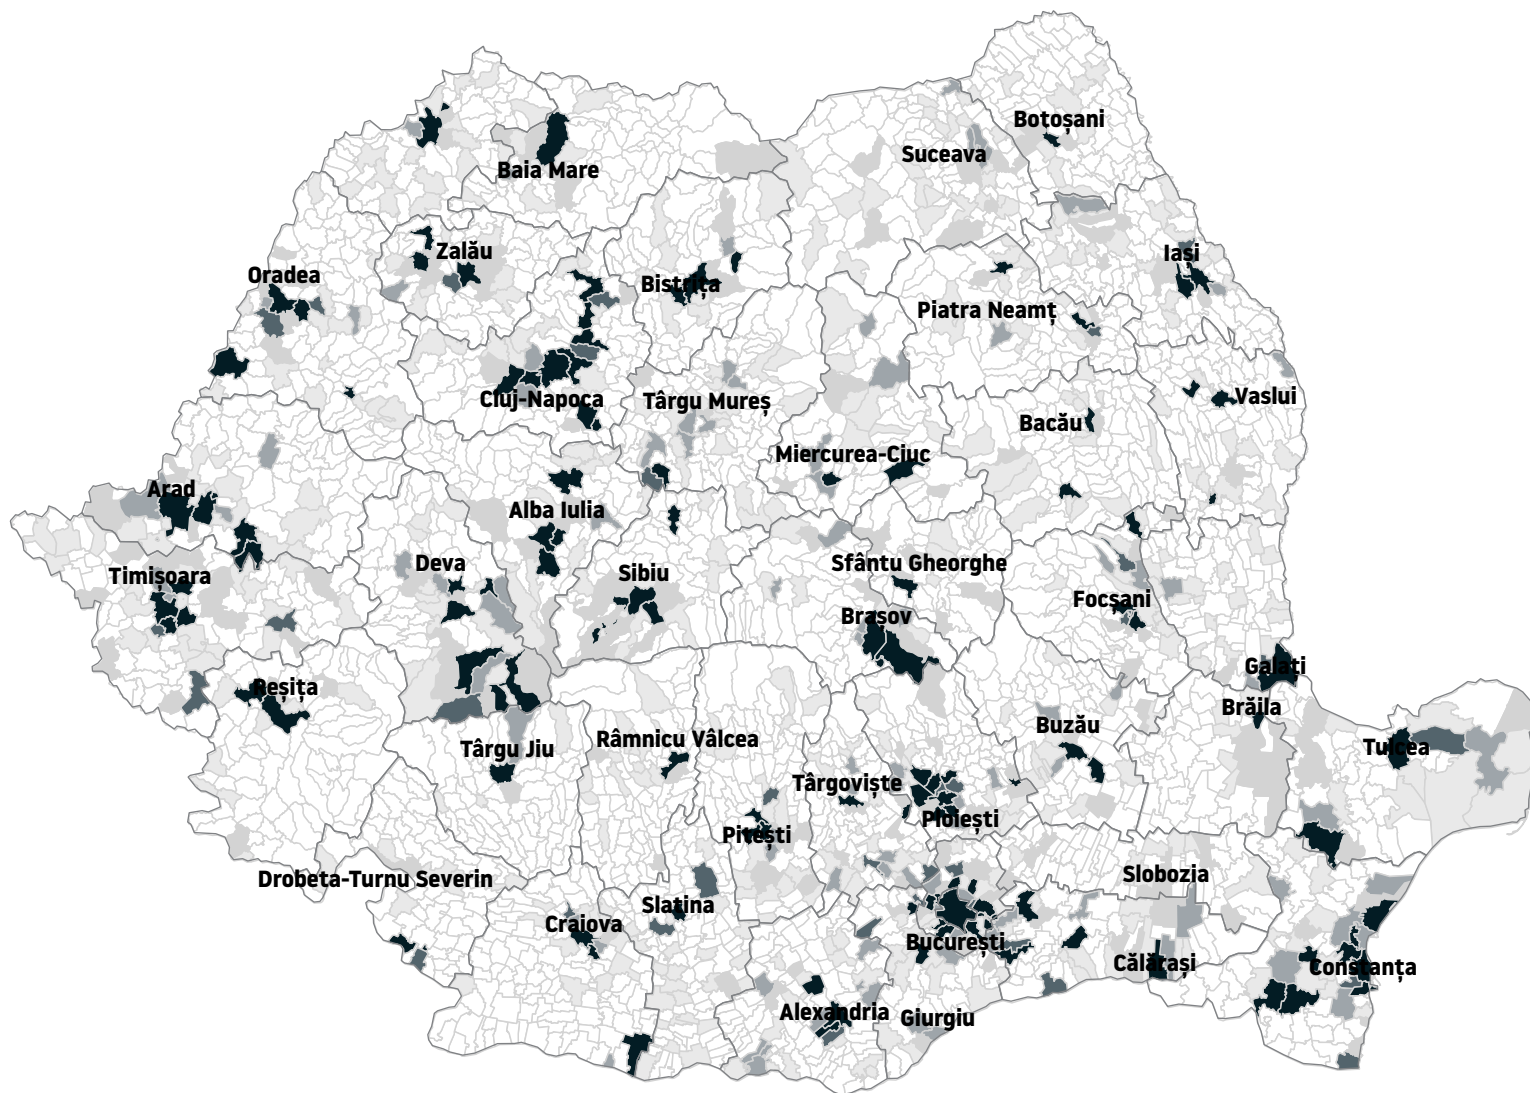 Botoșani
Suceava
Baia Mare
Zalău
Iași
Oradea
Bistrița
Piatra Neamț
Cluj-Napoca
Târgu Mureș
Vaslui
Bacău
Miercurea-Ciuc
Arad
Alba Iulia
Deva
Sibiu
Sfântu Gheorghe
Timișoara
Focșani
Brașov
Galați
Reșița
Brăila
Buzău
Târgu Jiu
Râmnicu Vâlcea
Tulcea
Târgoviște
Ploiești
Pitești
Drobeta-Turnu Severin
Slobozia
Slatina
Craiova
București
Călărași
Constanța
Alexandria
Giurgiu